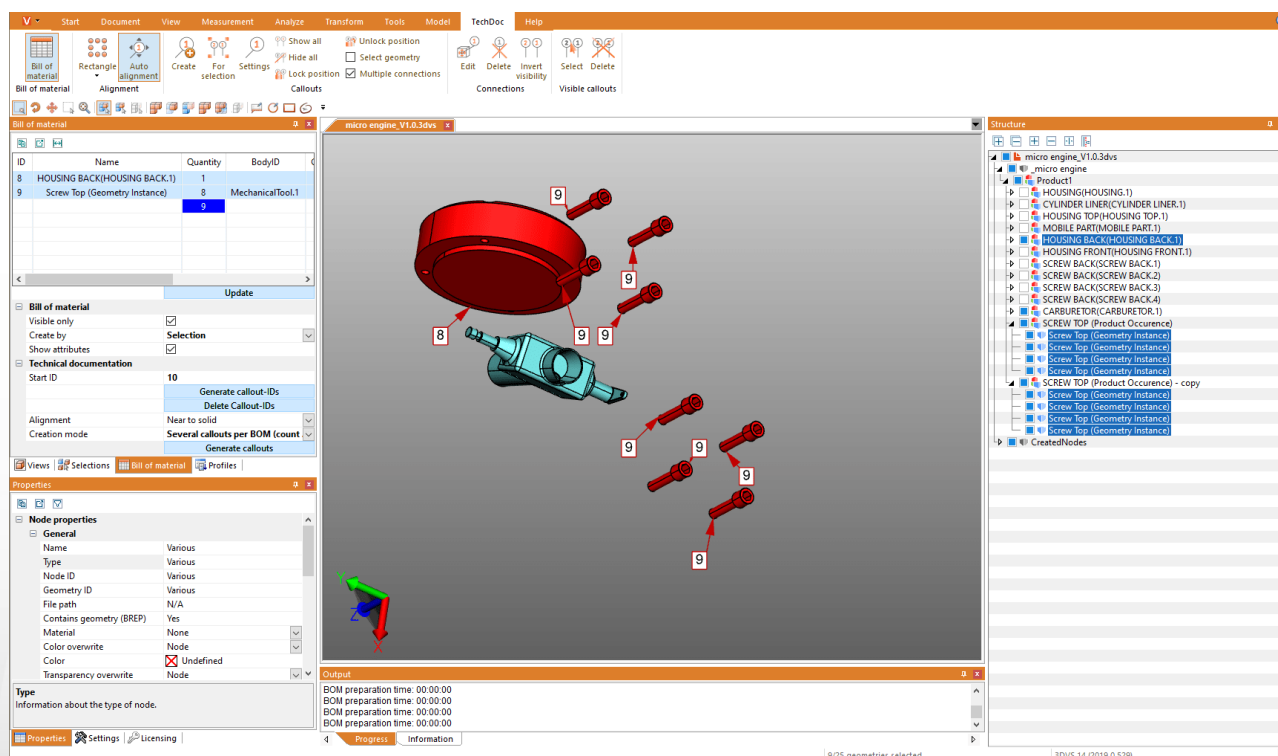 V Start Document View Measurement Analyze Transform Tools Model TechDoc Help
Bill of material
Rectangle
Auto alignment
Create
For selection
Settings
Show all
Hide all
Lock position
Unlock position
Select geometry
Multiple connections
Edit
Delete
Invert visibility
Select
Delete
Bill of material Alignment Callouts Connections Visible callouts
Bill of material
ID Name Quantity BodyID
8 HOUSING BACK(HOUSING BACK.1) 1
9 Screw Top (Geometry Instance) 8 MechanicalTool.1
9
Update
Bill of material
Visible only
Create by Selection
Show attributes
Technical documentation
Start ID 10
Generate callout-IDs
Delete Callout-IDs
Alignment Near to solid
Creation mode Several callouts per BOM (count
Generate callouts
Views Selections Bill of material Profiles
Properties
Node properties
General
Name Various
Type Various
Node ID Various
Geometry ID Various
File path N/A
Contains geometry (BREP) Yes
Material None
Color overwrite Node
Color Undefined
Transparency overwrite Node
Type
Information about the type of node.
Properties Settings Licensing
micro engine_V1.0.3dvs
9
9
8
9
9
9
9
9
9
Y
Z
X
Output
BOM preparation time: 00:00:00
BOM preparation time: 00:00:00
BOM preparation time: 00:00:00
BOM preparation time: 00:00:00
Progress Information
Structure
micro engine_V1.0.3dvs
_micro engine
Product1
HOUSING(HOUSING.1)
CYLINDER LINER(CYLINDER LINER.1)
HOUSING TOP(HOUSING TOP.1)
MOBILE PART(MOBILE PART.1)
HOUSING BACK(HOUSING BACK.1)
HOUSING FRONT(HOUSING FRONT.1)
SCREW BACK(SCREW BACK.1)
SCREW BACK(SCREW BACK.2)
SCREW BACK(SCREW BACK.3)
SCREW BACK(SCREW BACK.4)
CARBURETOR(CARBURETOR.1)
SCREW TOP (Product Occurence)
Screw Top (Geometry Instance)
Screw Top (Geometry Instance)
Screw Top (Geometry Instance)
Screw Top (Geometry Instance)
SCREW TOP (Product Occurence) - copy
Screw Top (Geometry Instance)
Screw Top (Geometry Instance)
Screw Top (Geometry Instance)
Screw Top (Geometry Instance)
CreatedNodes
9/25 geometries selected
3DVS 14 (2019.0.529)